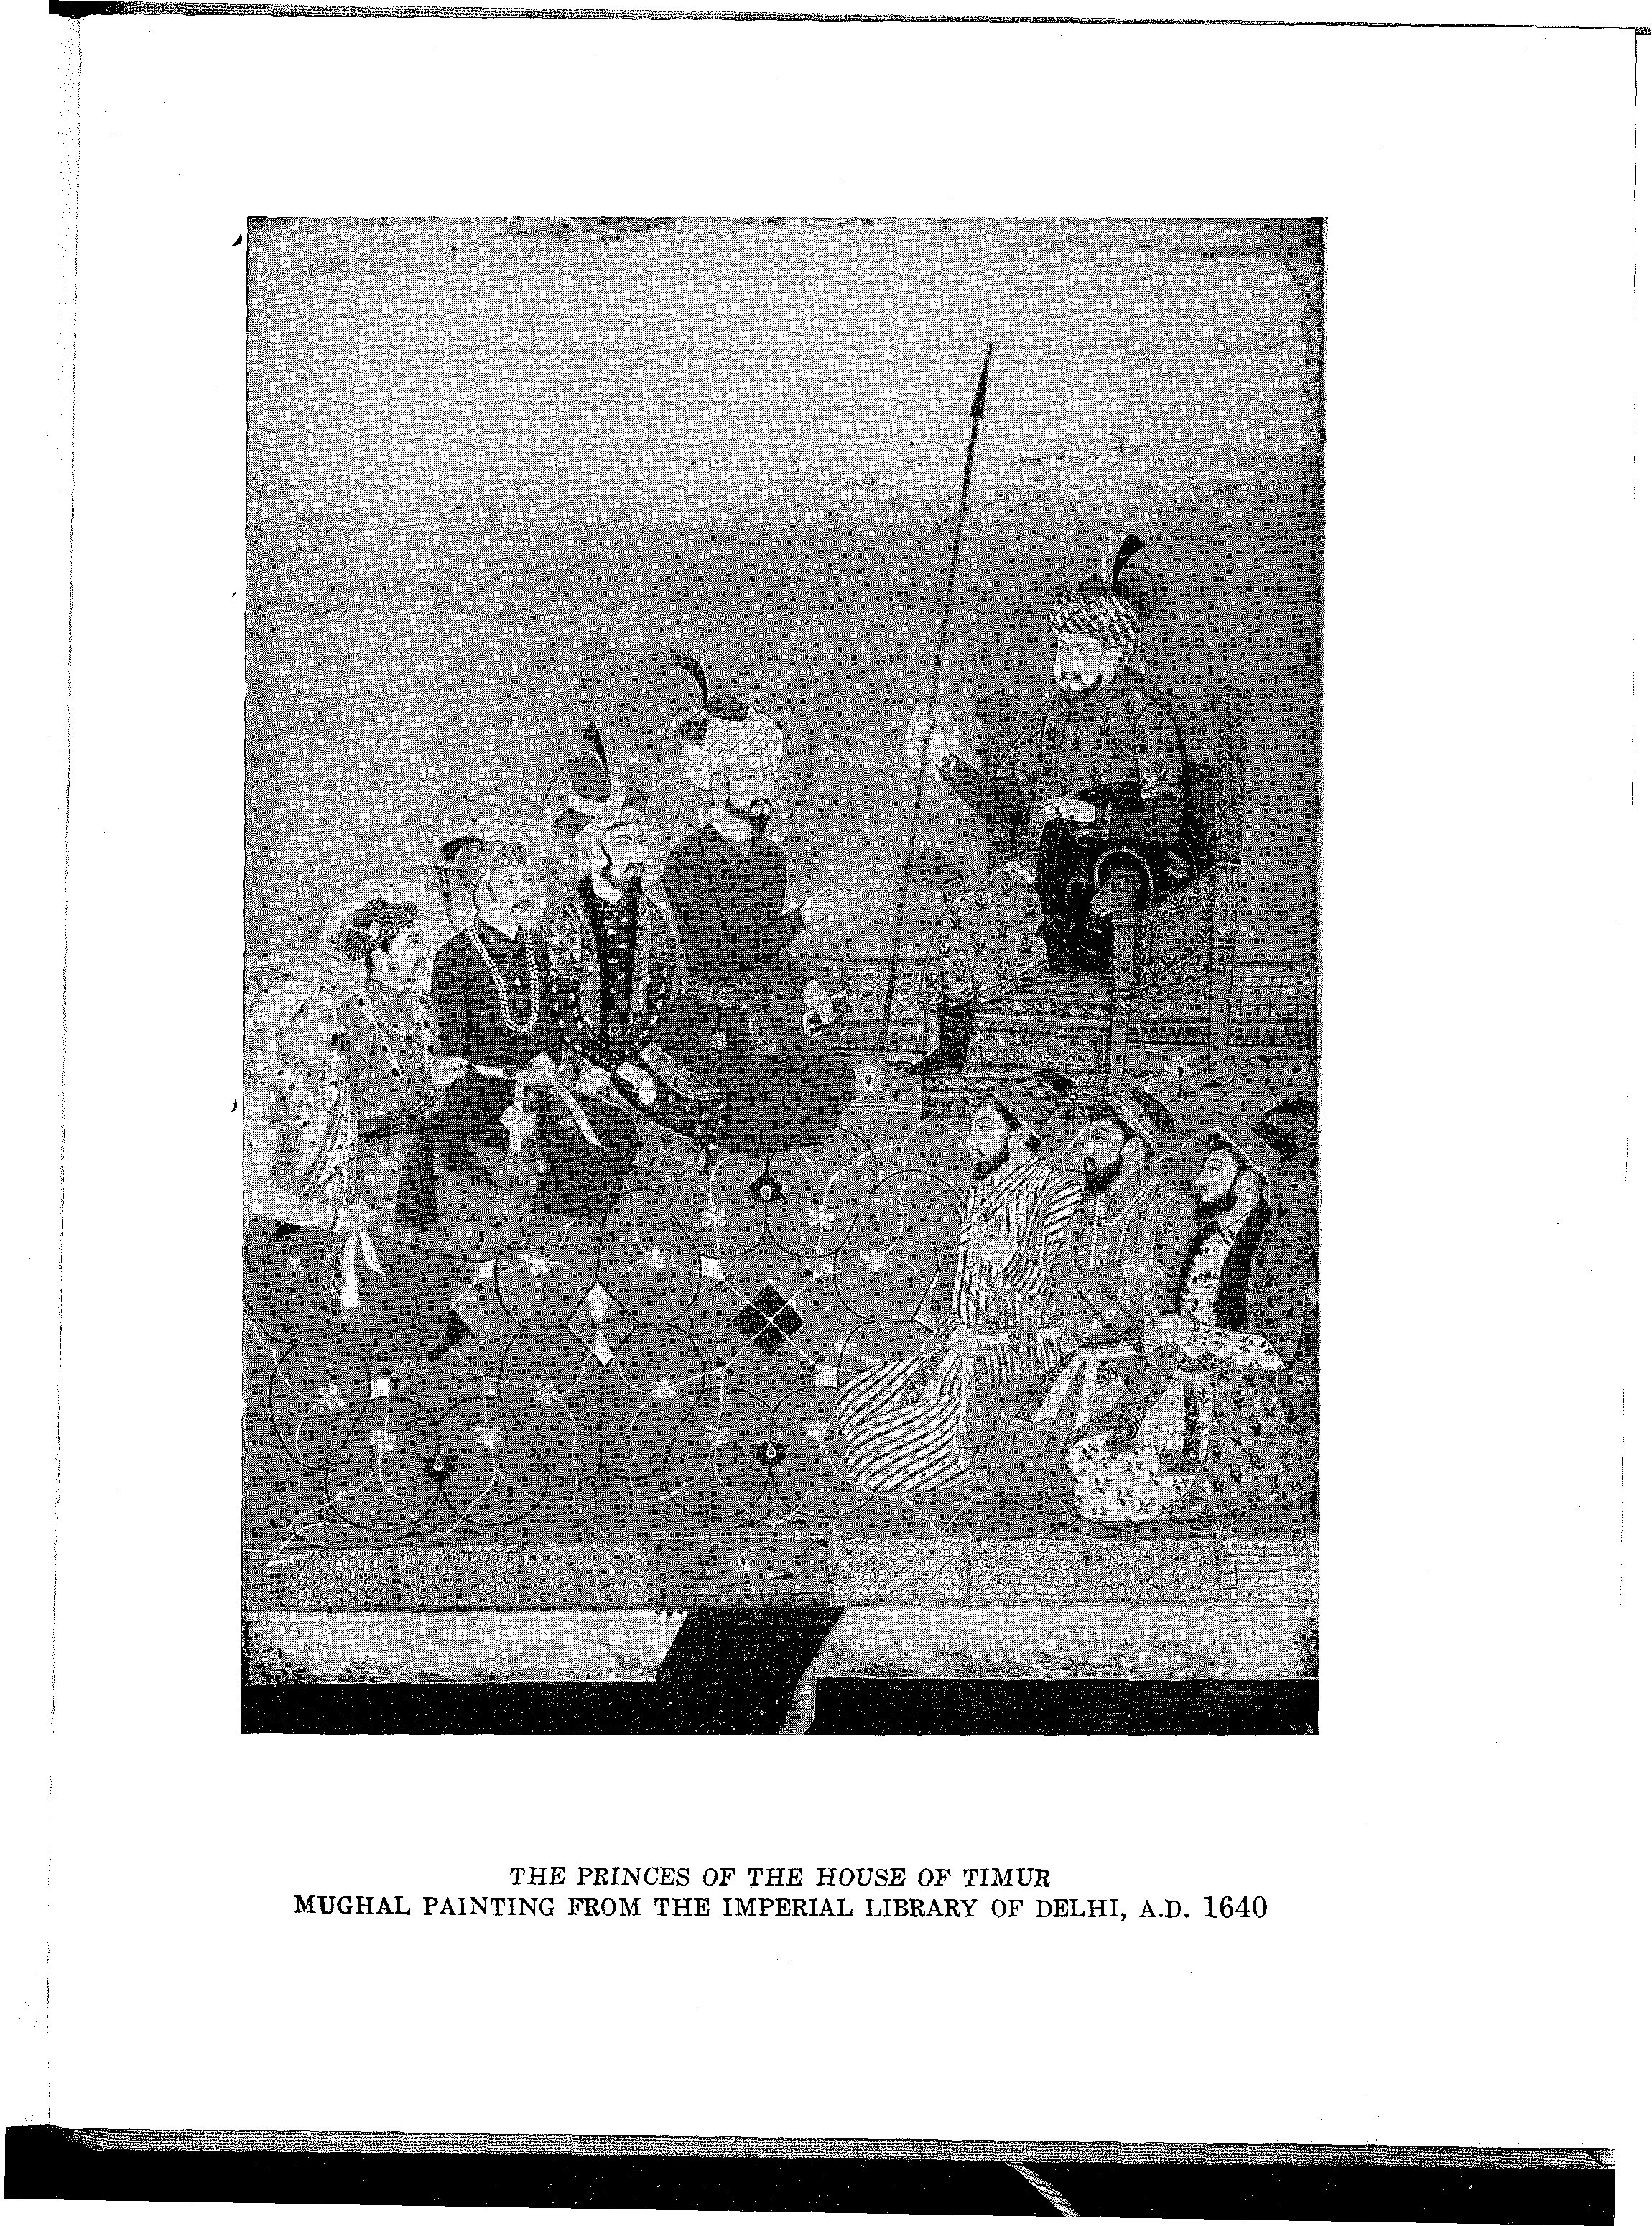 THE PRINCES OF THE HOUSE OF TIMUR
MUGHAL PAINTING FROM THE IMPERIAL LIBRARY OF DELHI, A.D. 1640